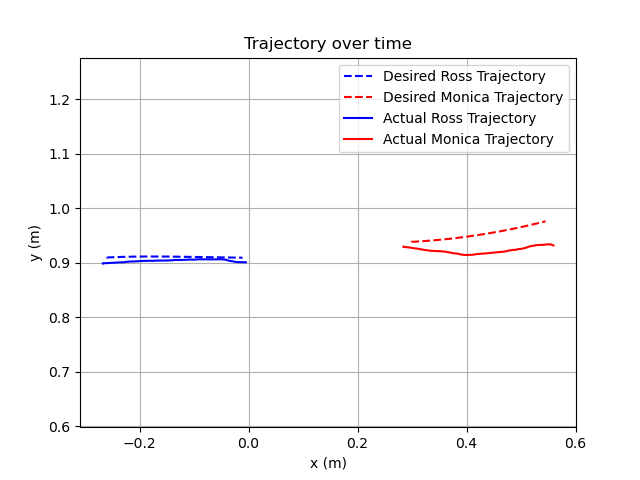 Trajectory over time
Desired Ross Trajectory
Desired Monica Trajectory
Actual Ross Trajectory
Actual Monica Trajectory
1.2
1.1
1.0
0.9
0.8
0.7
0.6
y (m)
−0.2 0.0 0.2 0.4 0.6
x (m)